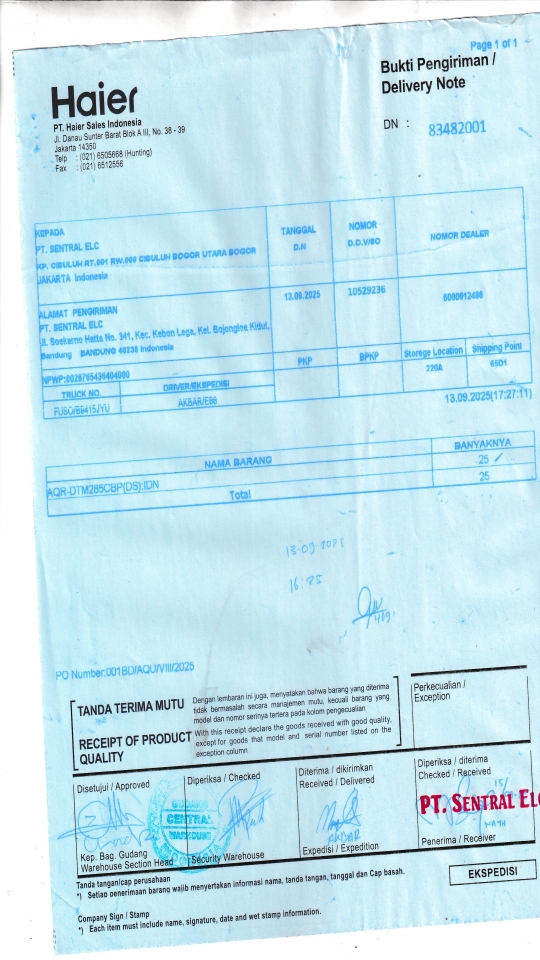 Page 1 of 1
Haier
Bukti Pengiriman /
Delivery Note
PT. Haier Sales Indonesia
Jl. Danau Sunter Barat Blok A III, No. 38 - 39
Jakarta 14350
Telp : (021) 6505668 (Hunting)
Fax : (021) 6512556
DN : 83482001
KEPADA
PT. SENTRAL ELC
KP. CIBULUH RT.001 RW.009 CIBULUH BOGOR UTARA BOGOR
JAKARTA Indonesia
TANGGAL
D.N
NOMOR
D.O.V/SO
NOMOR DEALER
ALAMAT PENGIRIMAN
PT. SENTRAL ELC
Jl. Soekarno Hatta No. 341, Kec. Kebon Lega, Kel. Bojongloa Kidul,
Bandung BANDUNG 40235 Indonesia
13.09.2025
10529236
PKP
BPKP
Storege Location
Shipping Point
220A
85D1
TRUCK NO.
DRIVER/EKSPEDISI
FUSO/B9415JYU
AKBAR/E88
13.09.2025(17:27:11)
NAMA BARANG
BANYAKNYA
AQR-DTM265CBP(DS):IDN
25
Total
25
13-09-2025
16:25
PO Number:001BD/AQU/VIII/2025
TANDA TERIMA MUTU
Dengan lembaran ini juga, menyatakan bahwa barang yang diterima
tidak bermasalah secara manajemen mutu, kecuali barang yang
model dan nomor serinya tertera pada kolom pengecualian
RECEIPT OF PRODUCT
QUALITY
With this receipt declare the goods received with good quality,
except for goods that model and serial number listed on the
exception column
Perkecualian /
Exception
Disetujui / Approved
Diperiksa / Checked
Diterima / dikirimkan
Received / Delivered
Diperiksa / diterima
Checked / Received
GUDANG
CENTRAL
PT. SENTRAL ELC
AKBAR
Kep. Bag. Gudang
Warehouse Section Head
Security Warehouse
Expedisi / Expedition
Penerima / Receiver
Tanda tangan/cap perusahaan
*) Setiap penerimaan barang wajib menyertakan informasi nama, tanda tangan, tanggal dan Cap basah.
EKSPEDISI
Company Sign / Stamp
*) Each item must include name, signature, date and wet stamp information.